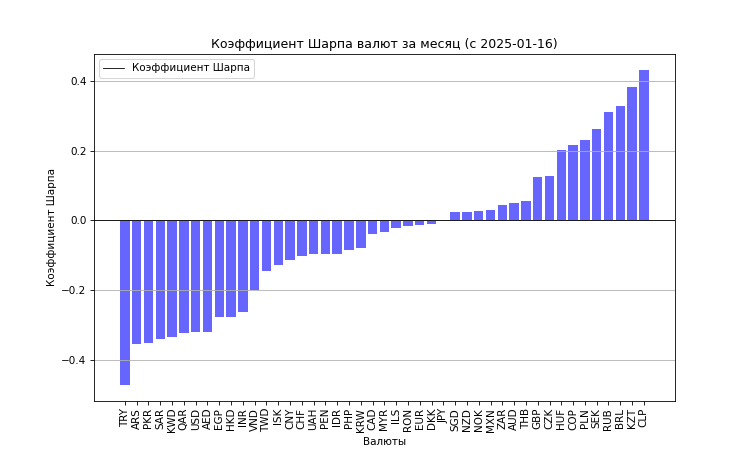 Коэффициент Шарпа валют за месяц (с 2025-01-16)
Коэффициент Шарпа
Коэффициент Шарпа
0.4
0.2
0.0
−0.2
−0.4
TRY
ARS
PKR
SAR
KWD
QAR
USD
AED
EGP
HKD
INR
VND
TWD
ISK
CNY
CHF
UAH
PEN
IDR
PHP
KRW
CAD
MYR
ILS
RON
EUR
DKK
JPY
SGD
NZD
NOK
MXN
ZAR
AUD
THB
GBP
CZK
HUF
COP
PLN
SEK
RUB
BRL
KZT
CLP
Валюты